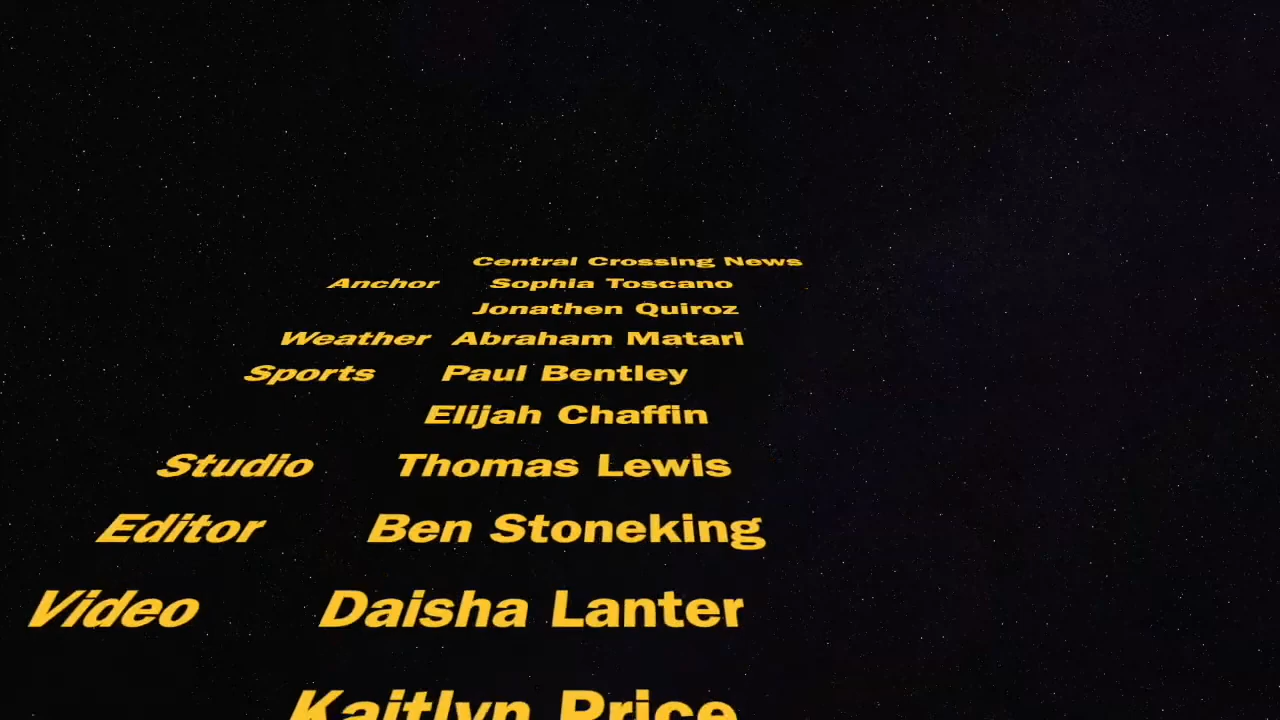 Central Crossing News
Anchor Sophia Toscano
Jonathen Quiroz
Weather Abraham Matari
Sports Paul Bentley
Elijah Chaffin
Studio Thomas Lewis
Editor Ben Stoneking
Video Daisha Lanter
Kaitlyn Price